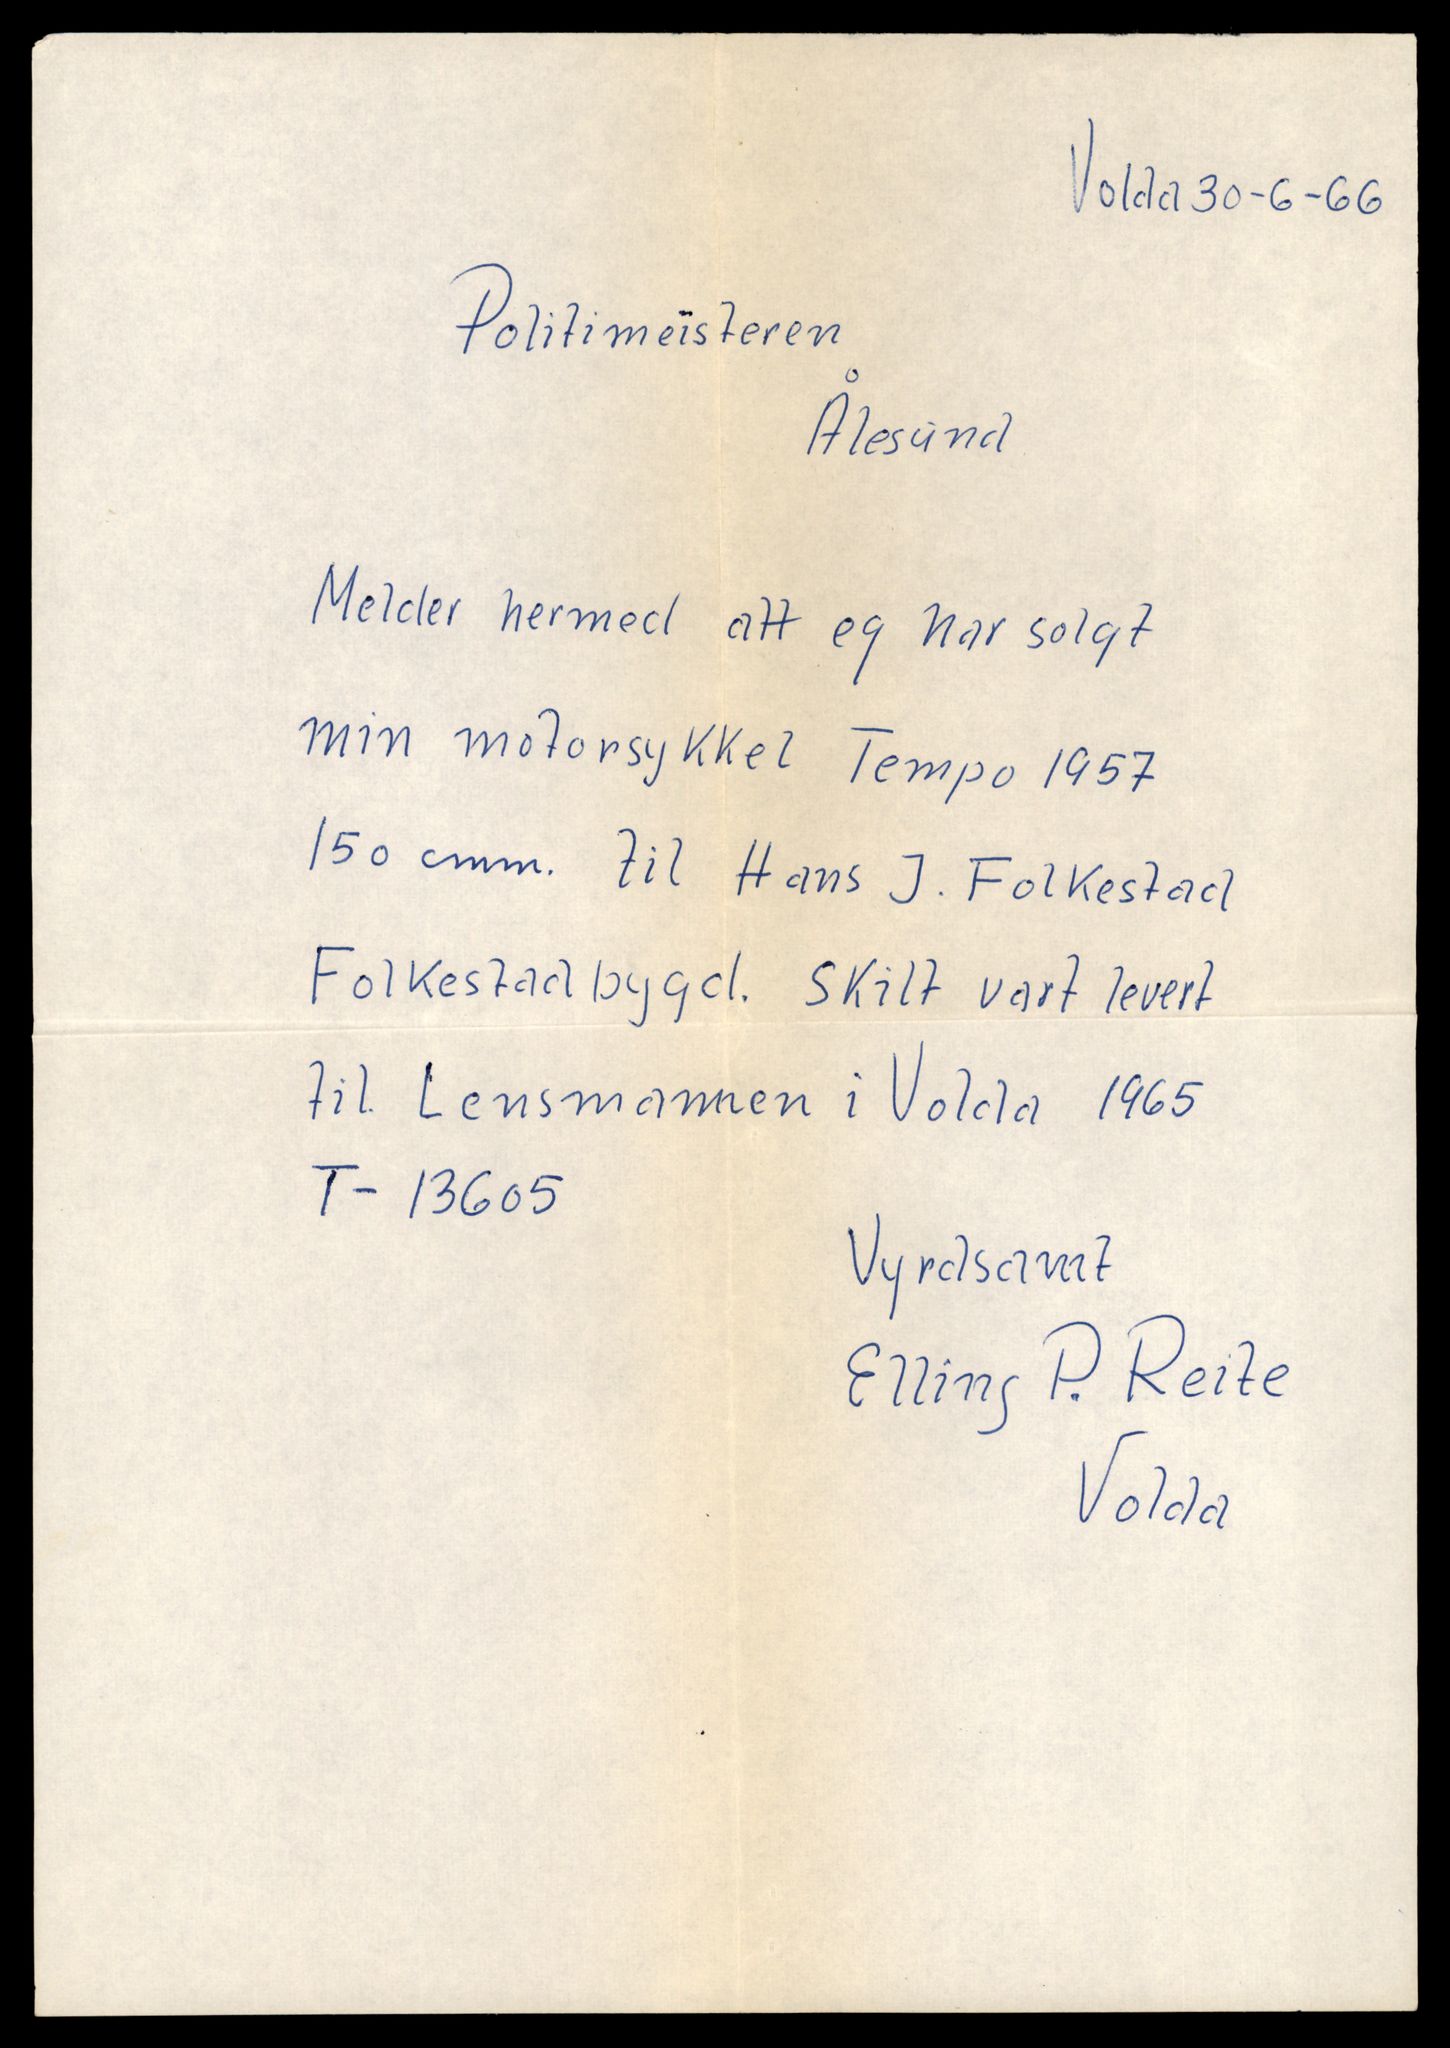 Volda 30-6-66
Politimeisteren
Ålesund
Melder hermed att eg har solgt
min motorsykkel Tempo 1957
150 cmm. til Hans J. Folkestad
Folkestadbygd. Skilt vart levert
til Lensmannen i Volda 1965
T- 13605
Vyrdsamt
Elling P. Reite
Volda